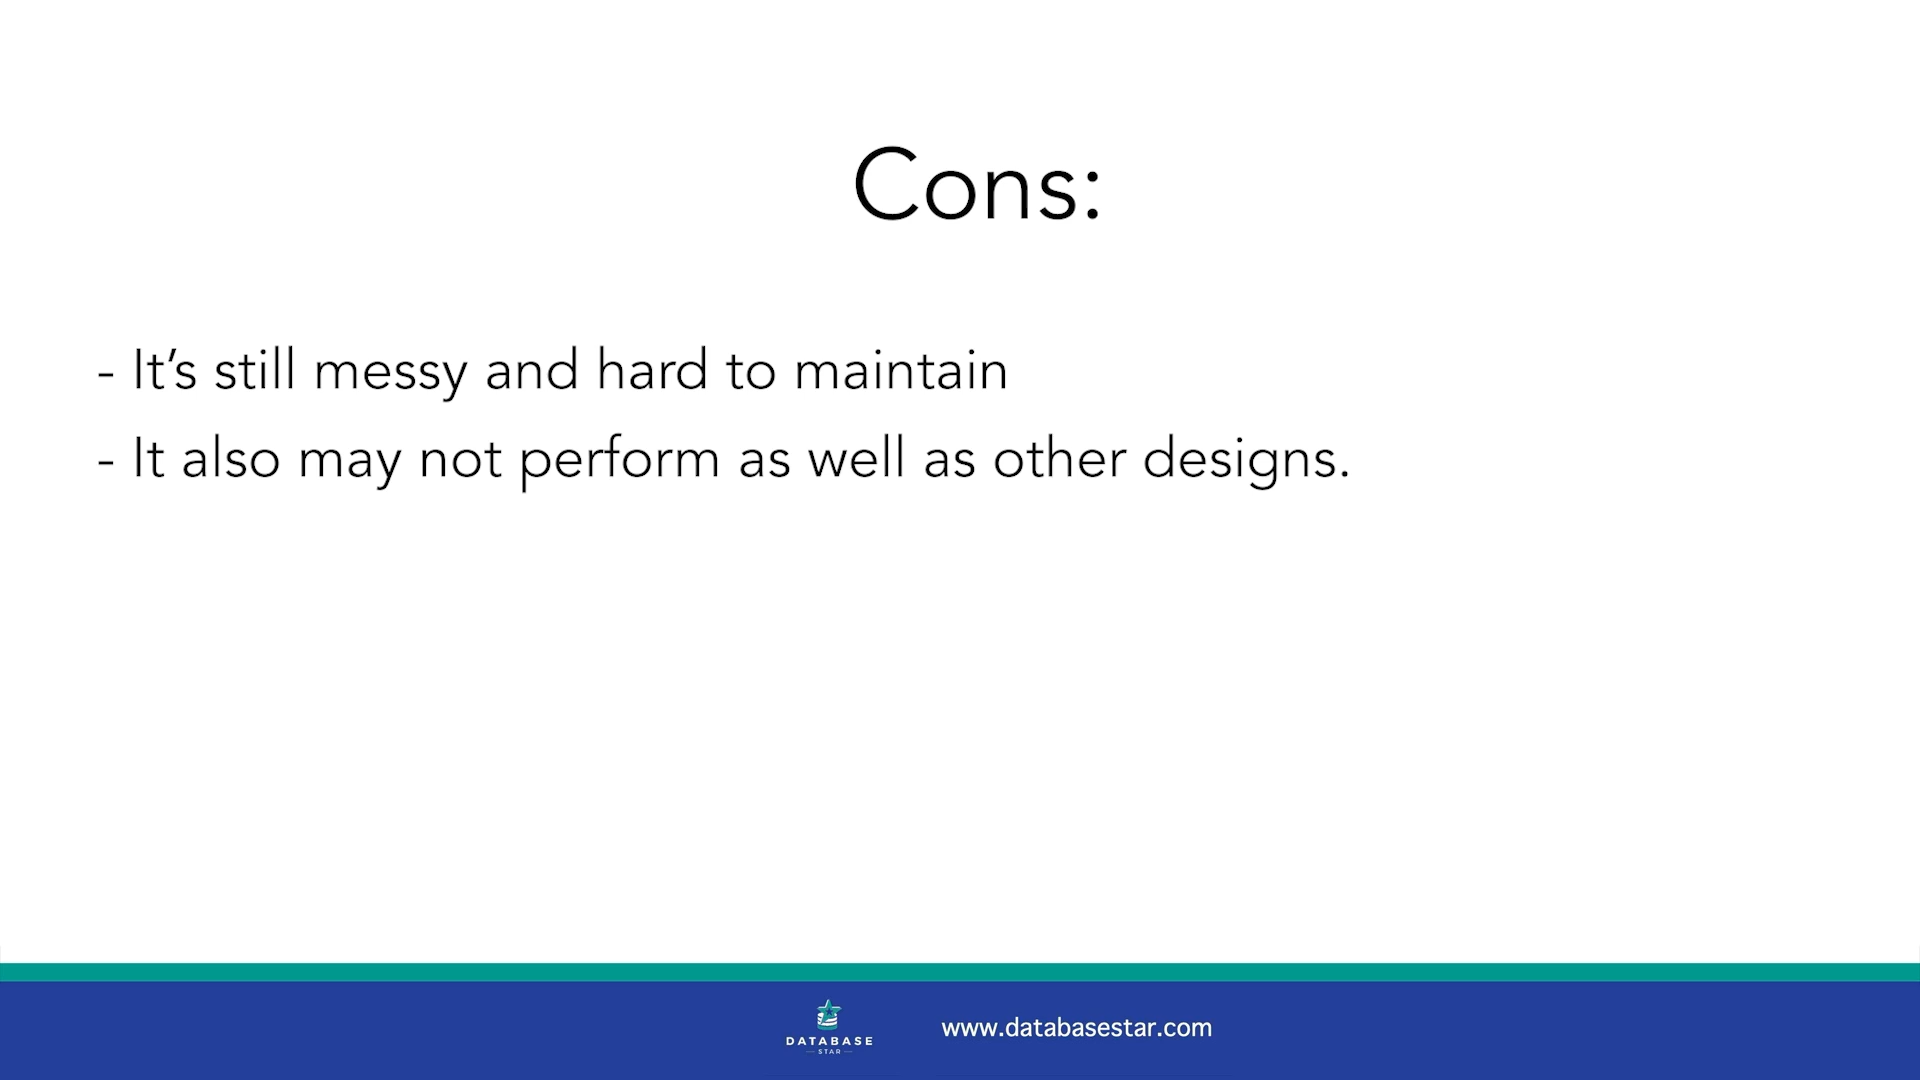 Cons:
- It’s still messy and hard to maintain
- It also may not perform as well as other designs.
DATABASE
STAR
www.databasestar.com